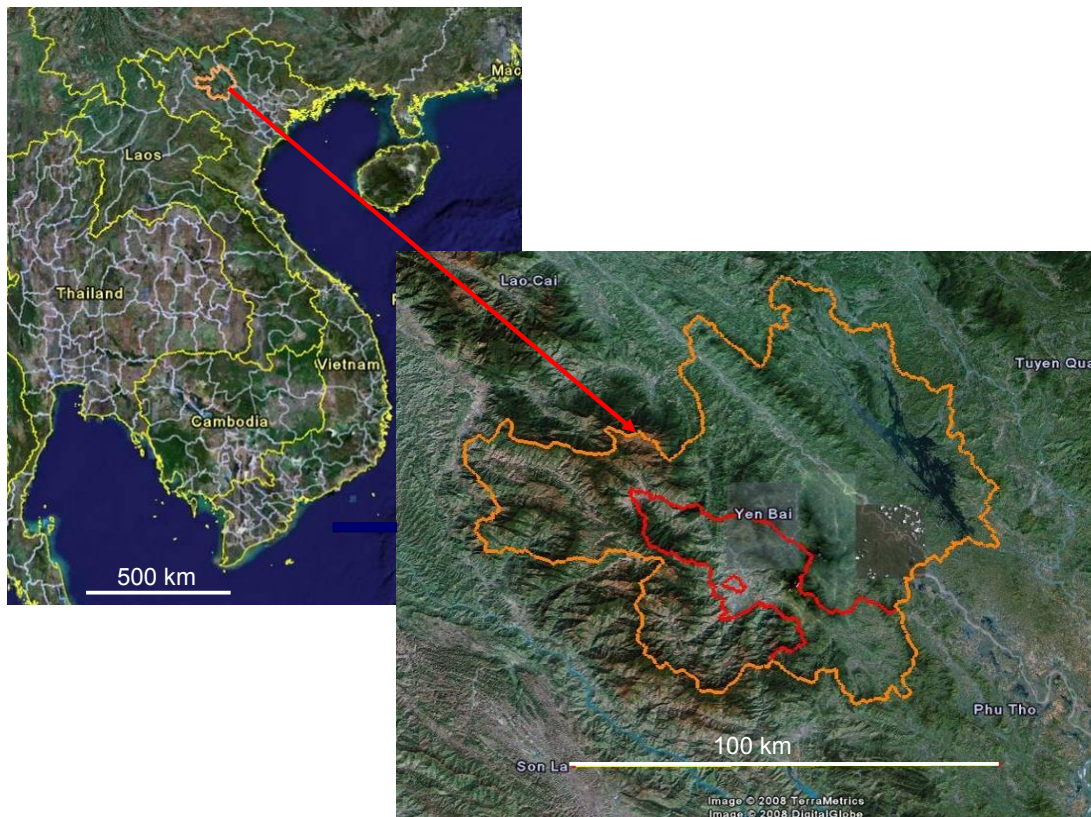 Mac
Laos
Thailand
Vietnam
Cambodia
500 km
Lao Cai
Tuyen Qua
Yen Bai
Phu Tho
100 km
Son La
Image © 2008 TerraMetrics
Image © 2008 DigitalGlobe